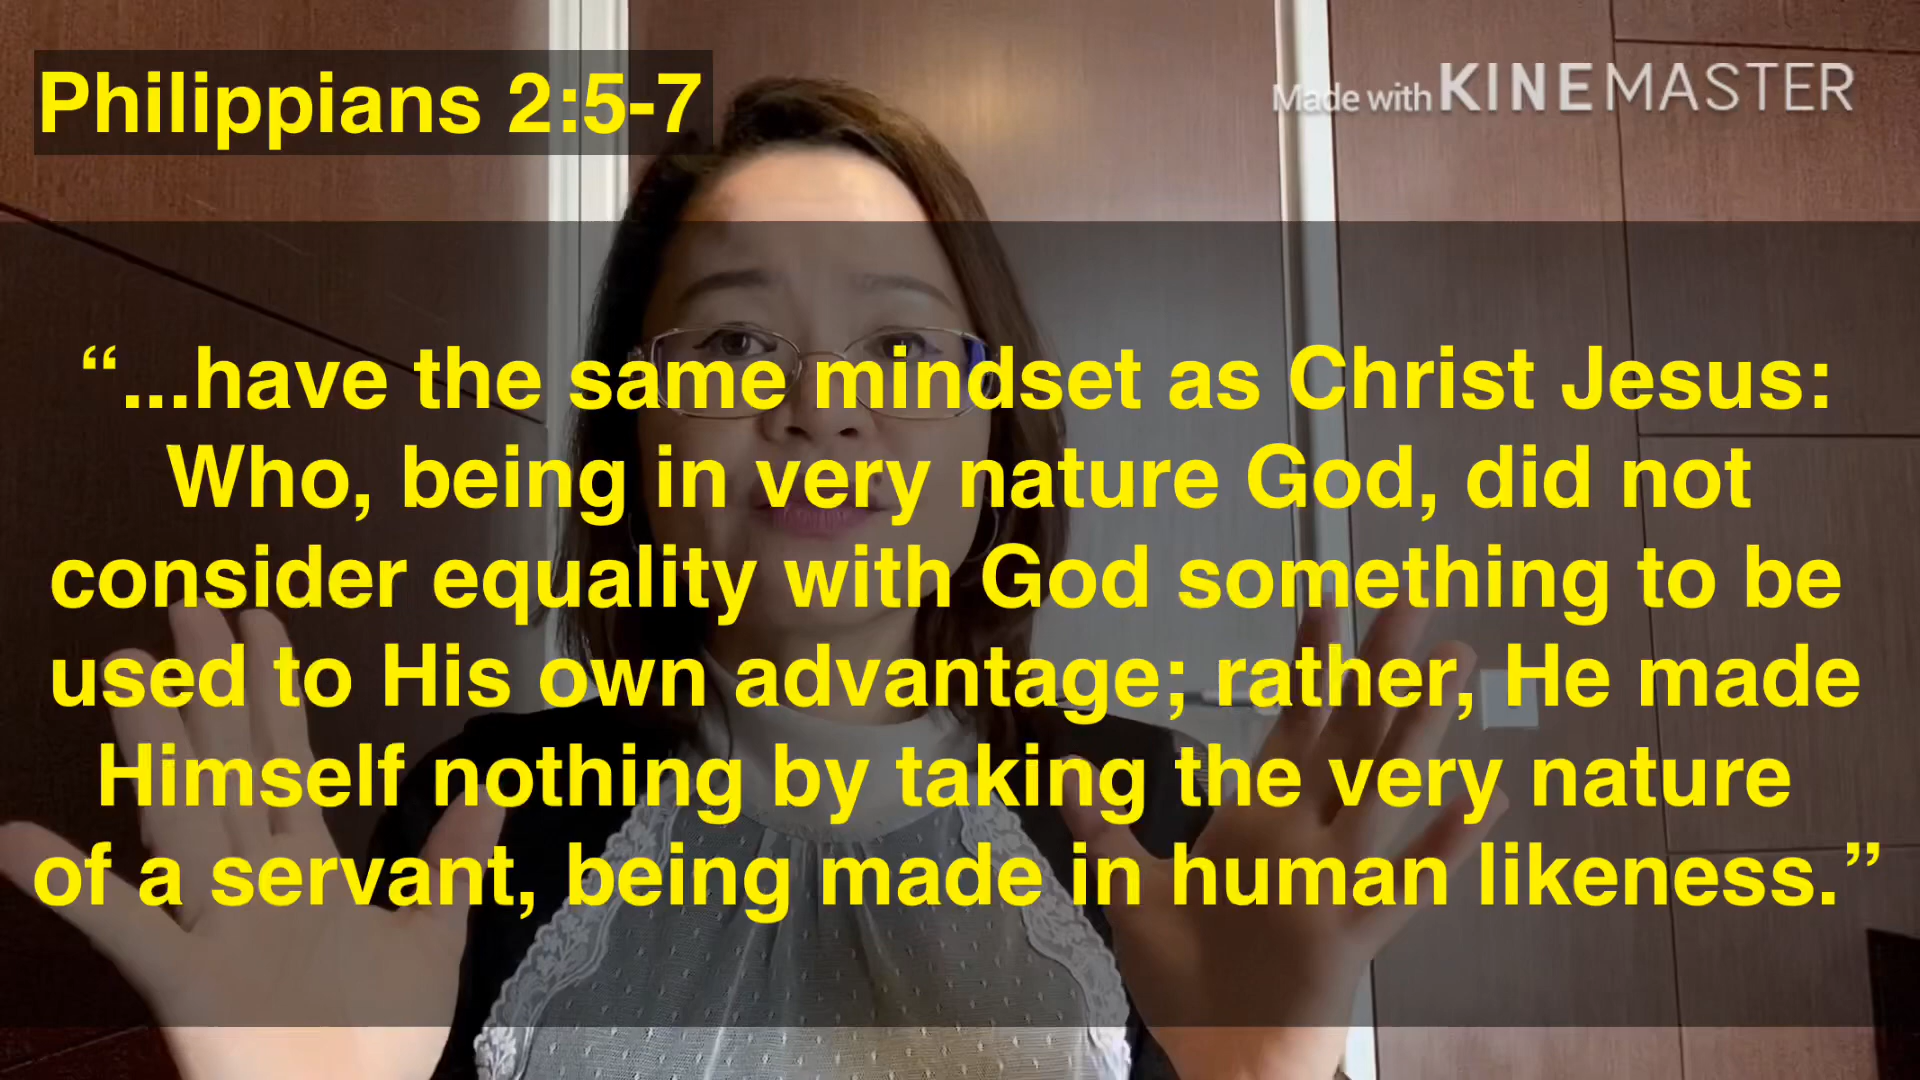 Philippians 2:5-7
Made with KINEMASTER
“...have the same mindset as Christ Jesus:
Who, being in very nature God, did not
consider equality with God something to be
used to His own advantage; rather, He made
Himself nothing by taking the very nature
of a servant, being made in human likeness.”